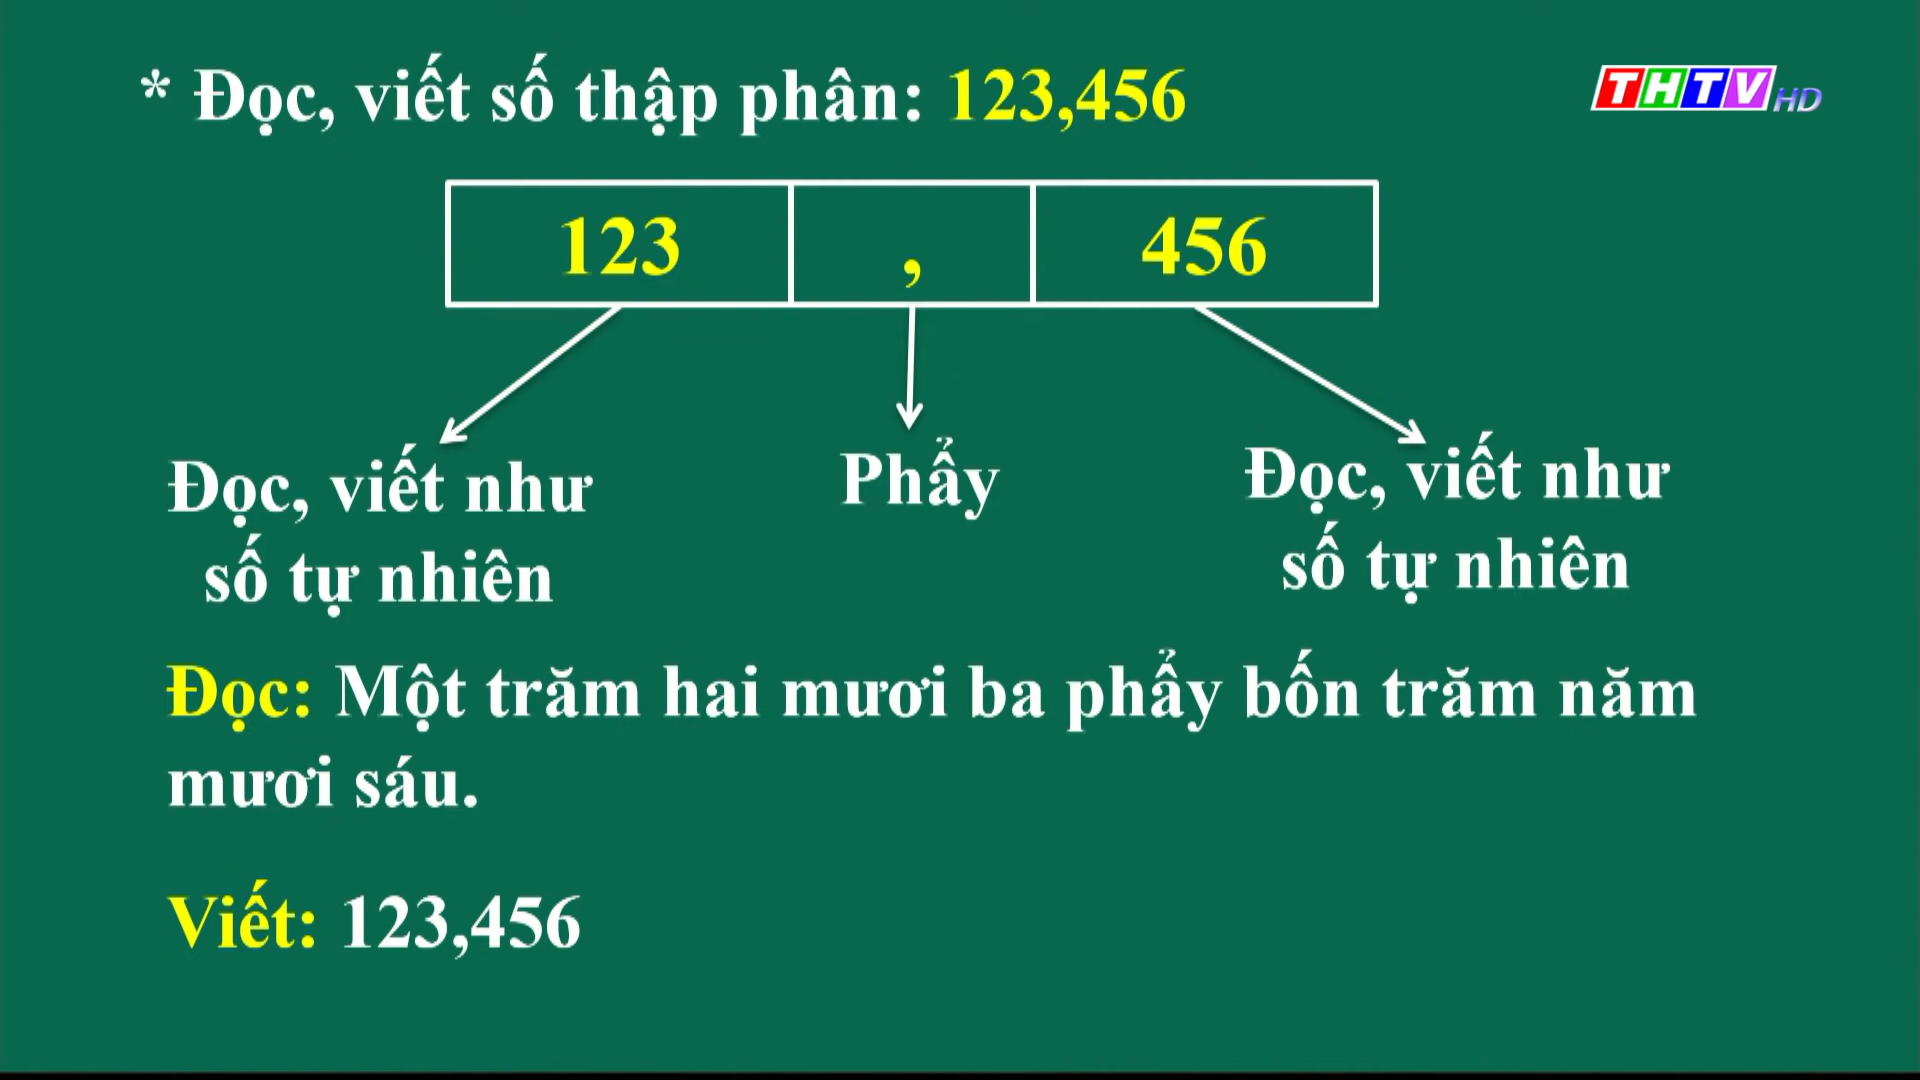 * Đọc, viết số thập phân: 123,456
THTV HD
123 , 456
Đọc, viết như
số tự nhiên
Phẩy
Đọc, viết như
số tự nhiên
Đọc: Một trăm hai mươi ba phẩy bốn trăm năm
mươi sáu.
Viết: 123,456